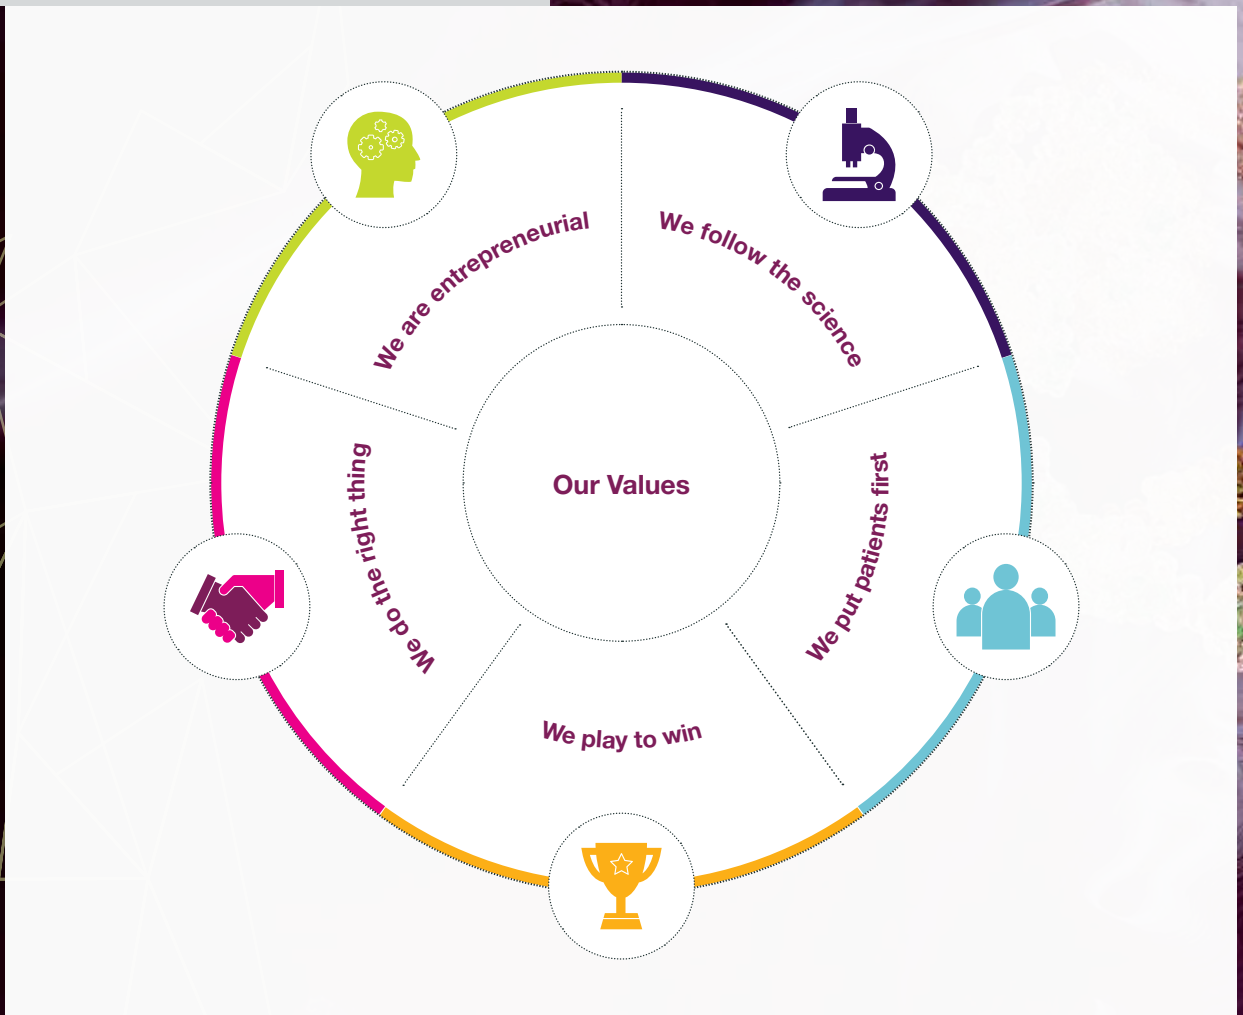 We are entrepreneurial
We follow the science
We do the right thing
Our Values
We put patients first
We play to win